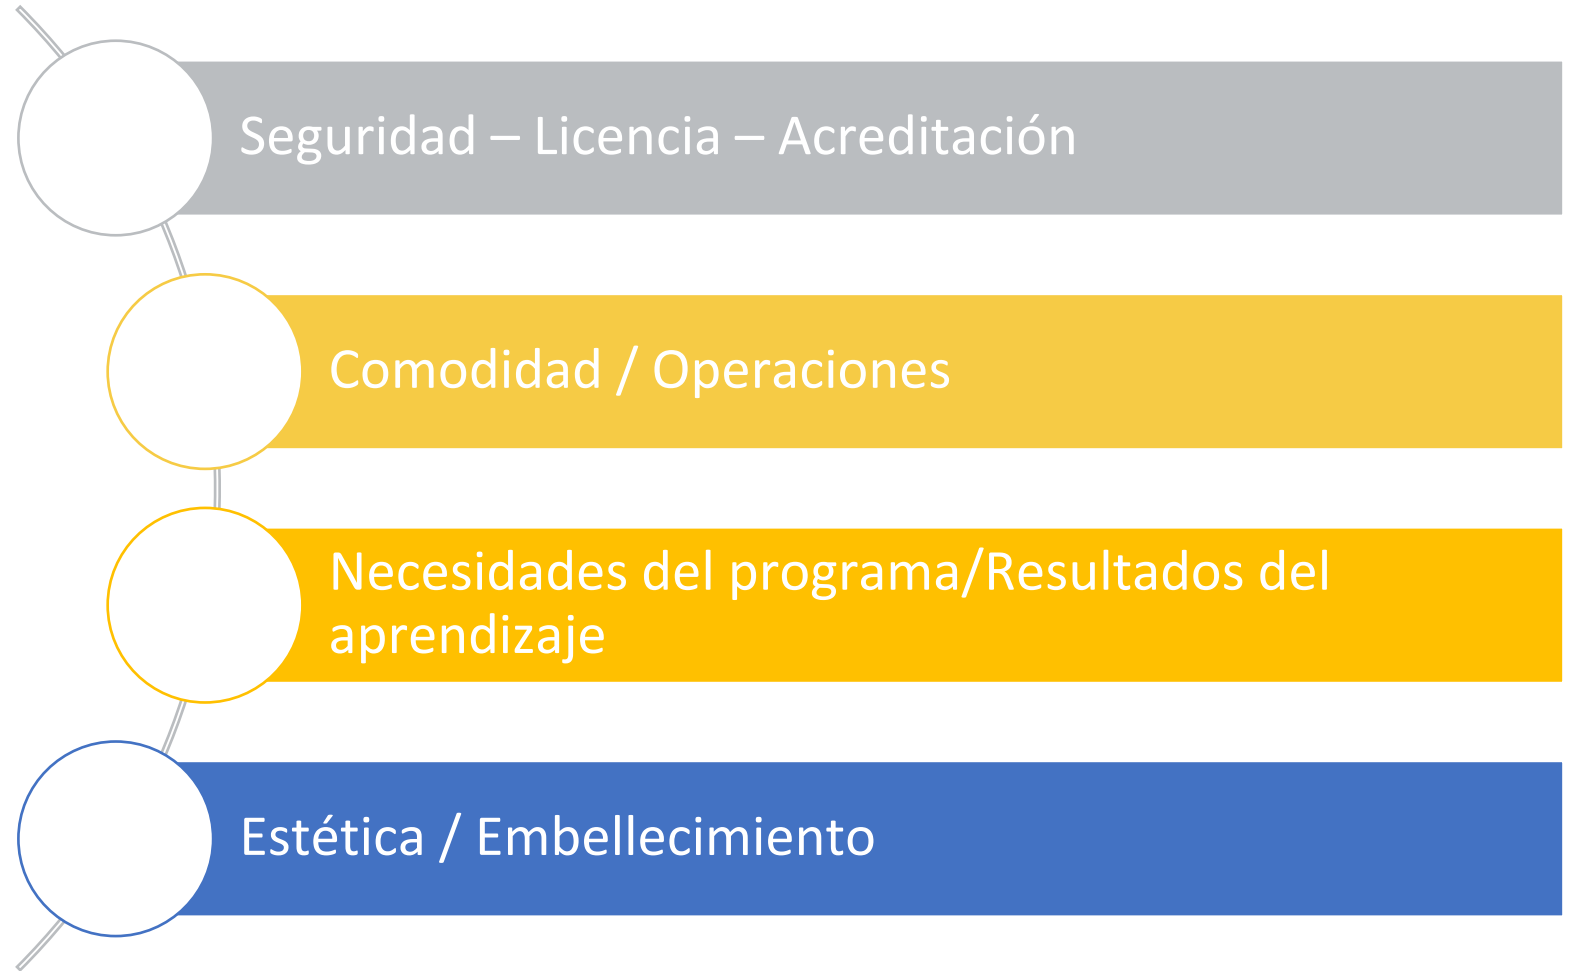 Seguridad – Licencia – Acreditación
Comodidad / Operaciones
Necesidades del programa/Resultados del
aprendizaje
Estética / Embellecimiento